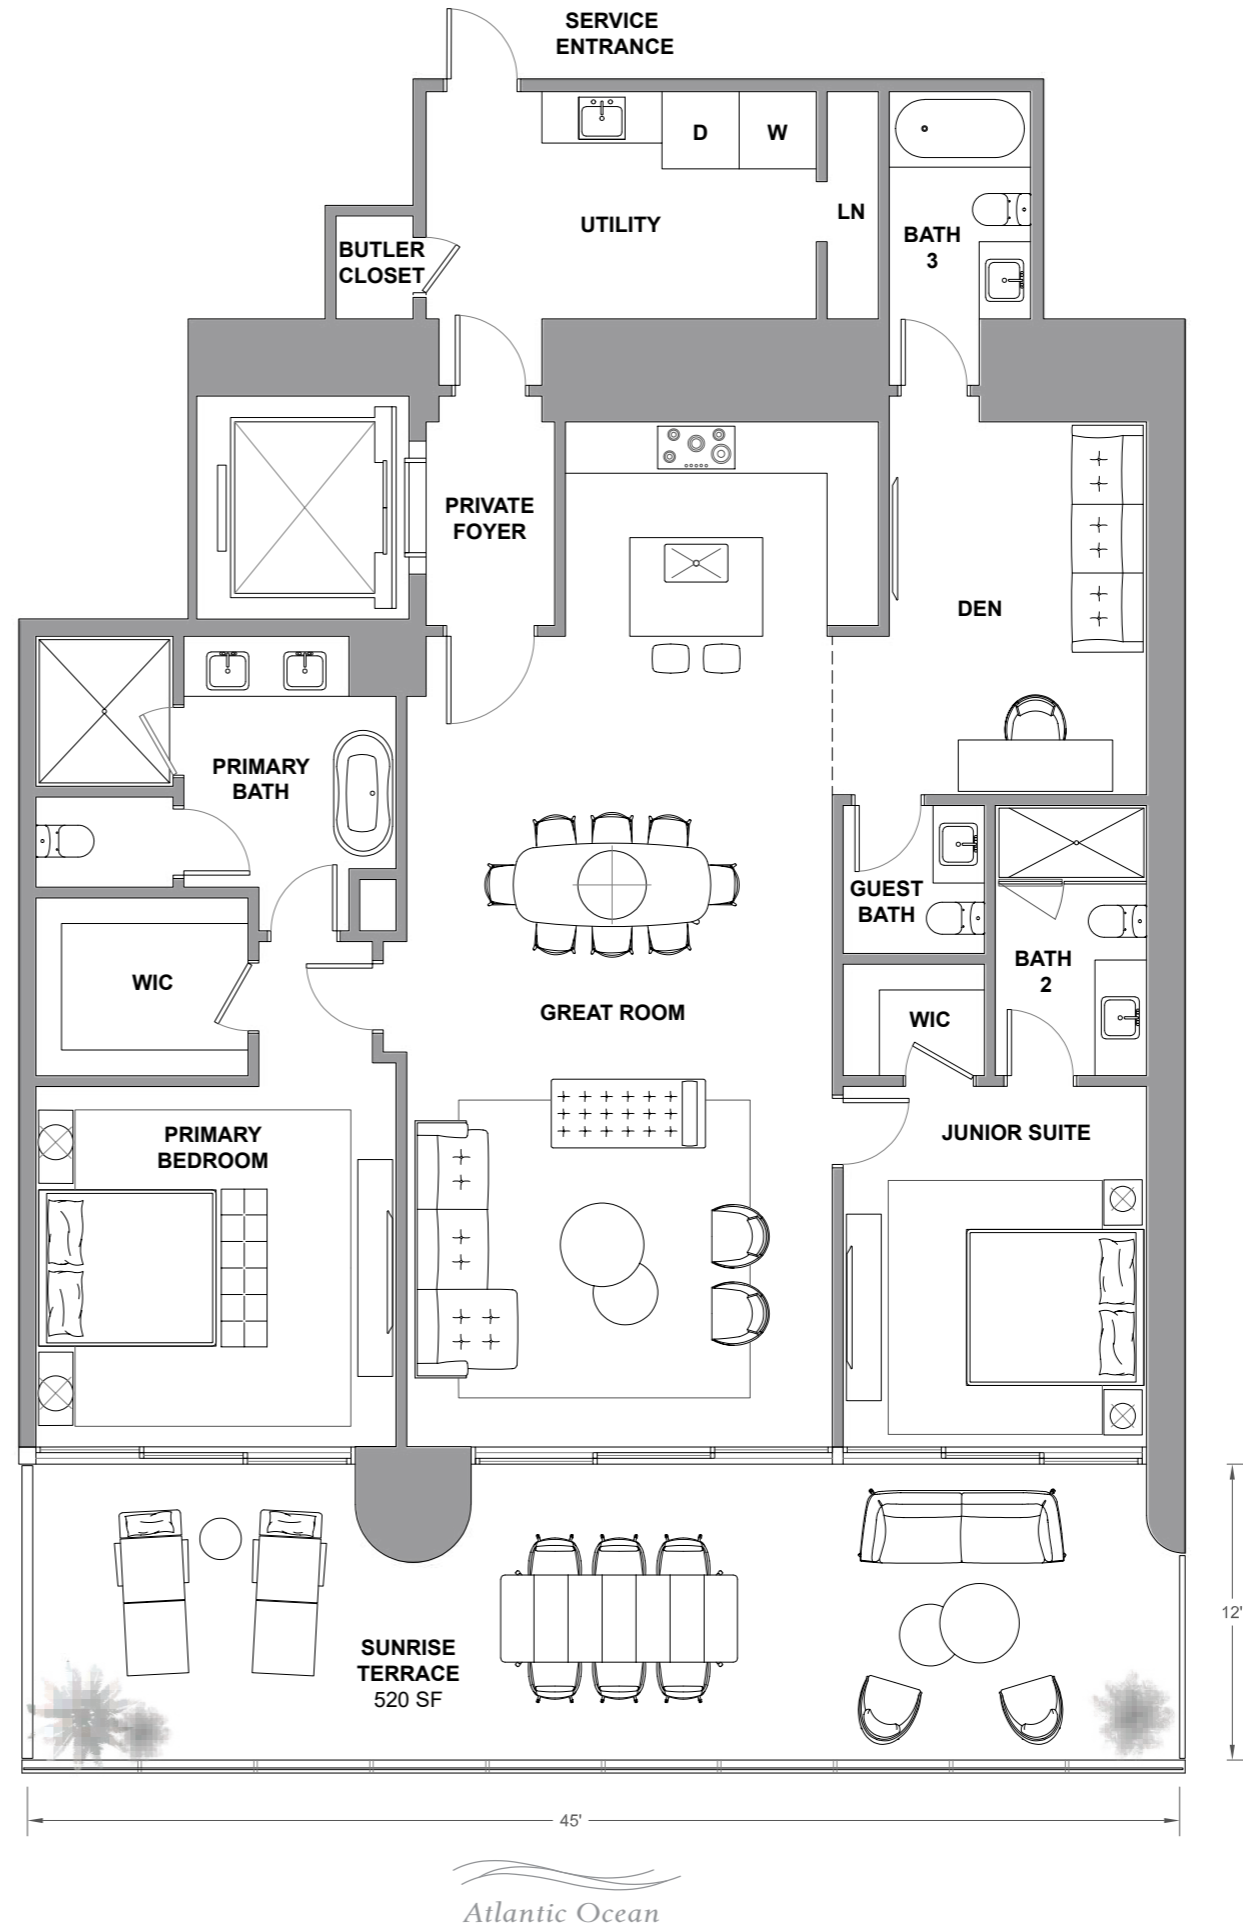 SERVICE
ENTRANCE
D
W
UTILITY
LN
BATH
3
BUTLER
CLOSET
PRIVATE
FOYER
DEN
PRIMARY
BATH
GUEST
BATH
BATH
2
WIC
GREAT ROOM
WIC
PRIMARY
BEDROOM
JUNIOR SUITE
SUNRISE
TERRACE
520 SF
12'
45'
Atlantic Ocean